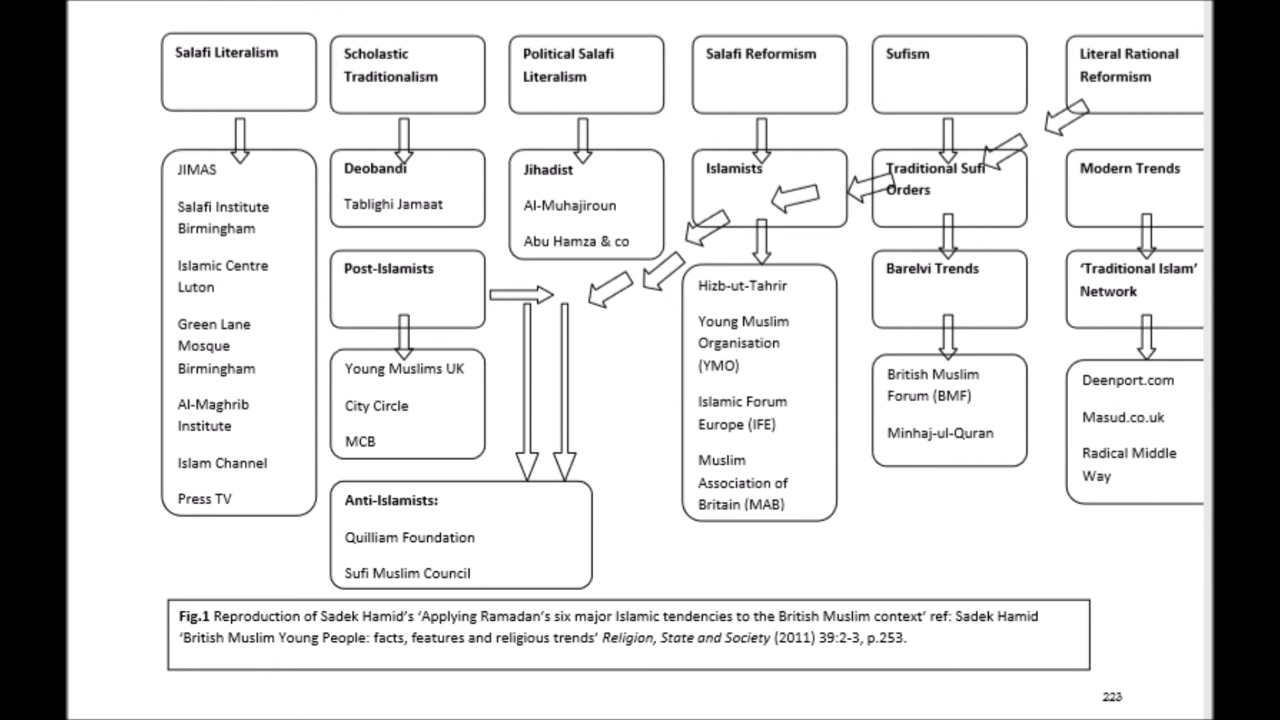 Salafi Literalism
Scholastic
Traditionalism
Political Salafi
Literalism
Salafi Reformism
Sufism
Literal Rational
Reformism
JIMAS
Salafi Institute
Birmingham
Islamic Centre
Luton
Green Lane
Mosque
Birmingham
Al-Maghrib
Institute
Islam Channel
Press TV
Deobandi
Tablighi Jamaat
Post-Islamists
Young Muslims UK
City Circle
MCB
Anti-Islamists:
Quilliam Foundation
Sufi Muslim Council
Jihadist
Al-Muhajiroun
Abu Hamza & co
Islamists
Hizb-ut-Tahrir
Young Muslim
Organisation
(YMO)
Islamic Forum
Europe (IFE)
Muslim
Association of
Britain (MAB)
Traditional Sufi
Orders
Barelvi Trends
British Muslim
Forum (BMF)
Minhaj-ul-Quran
Modern Trends
‘Traditional Islam’
Network
Deenport.com
Masud.co.uk
Radical Middle
Way
Fig.1 Reproduction of Sadek Hamid’s ‘Applying Ramadan’s six major Islamic tendencies to the British Muslim context’ ref: Sadek Hamid
‘British Muslim Young People: facts, features and religious trends’ Religion, State and Society (2011) 39:2-3, p.253.
223